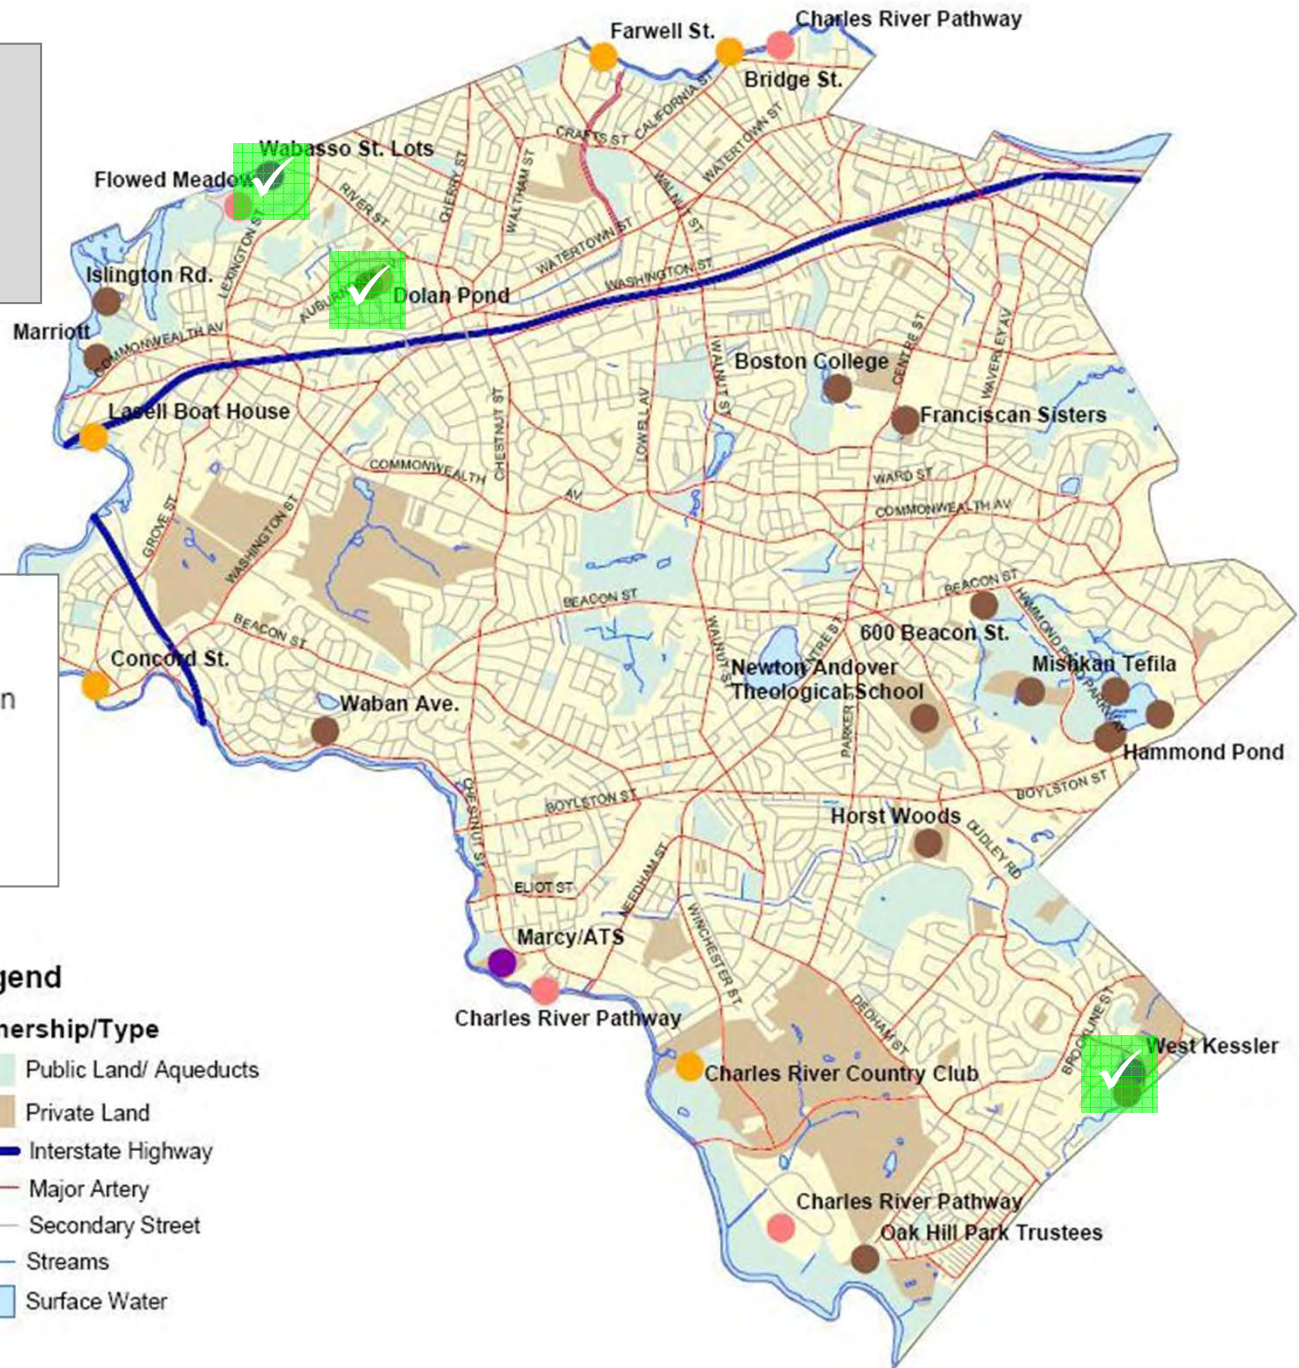 Charles River Pathway
Farwell St.
Bridge St.
CALIFORNIA ST
CRAFTS ST
WATERTOWN ST
Wabasso St. Lots
Flowed Meadow
CHERRY ST
WALTHAM ST
WALNUT ST
RIVER ST
LEXINGTON ST
WATERTOWN ST
WASHINGTON ST
Islington Rd.
AUBURN
Dolan Pond
Marriott
COMMONWEALTH AV
Boston College
CENTRE ST
WAVERLEY AV
WALNUT ST
Lasell Boat House
Franciscan Sisters
CHESTNUT ST
LOWELL AV
COMMONWEALTH
AV
WARD ST
COMMONWEALTH AV
GROVE ST
WASHINGTON ST
BEACON ST
BEACON ST
BEACON ST
HAMMOND POND PARKWAY
600 Beacon St.
WALNUT ST
CENTRE ST
Concord St.
Newton Andover
Theological School
Mishkan Tefila
n
Waban Ave.
PARKER ST
Hammond Pond
CHESTNUT ST
BOYLSTON ST
BOYLSTON ST
Horst Woods
DUDLEY RD
ELIOT ST
NEEDHAM ST
WINCHESTER ST
Marcy/ATS
Charles River Pathway
DEDHAM ST
BROOKLINE ST
West Kessler
Charles River Country Club
Charles River Pathway
Oak Hill Park Trustees
gend
nership/Type
Public Land/ Aqueducts
Private Land
Interstate Highway
Major Artery
Secondary Street
Streams
Surface Water